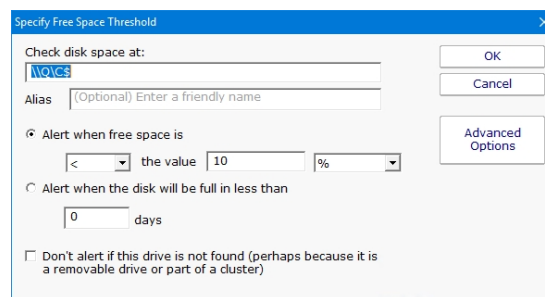 Specify Free Space Threshold
Check disk space at:
OK
\\Q\C$
Cancel
Alias (Optional) Enter a friendly name
Alert when free space is
Advanced
Options
< the value 10 %
Alert when the disk will be full in less than
0 days
Don't alert if this drive is not found (perhaps because it is
a removable drive or part of a cluster)